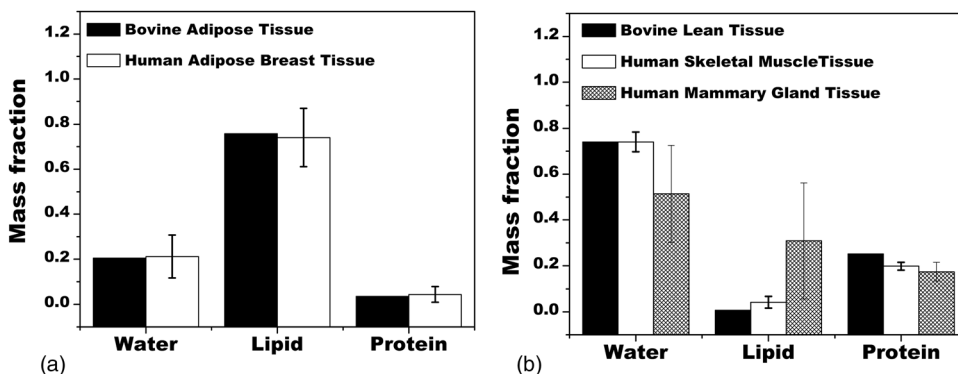 Bovine Adipose Tissue
Human Adipose Breast Tissue
Mass fraction
1.2
1.0
0.8
0.6
0.4
0.2
0.0
Water Lipid Protein
(a)
Bovine Lean Tissue
Human Skeletal MuscleTissue
Human Mammary Gland Tissue
Mass fraction
1.2
1.0
0.8
0.6
0.4
0.2
0.0
Water Lipid Protein
(b)